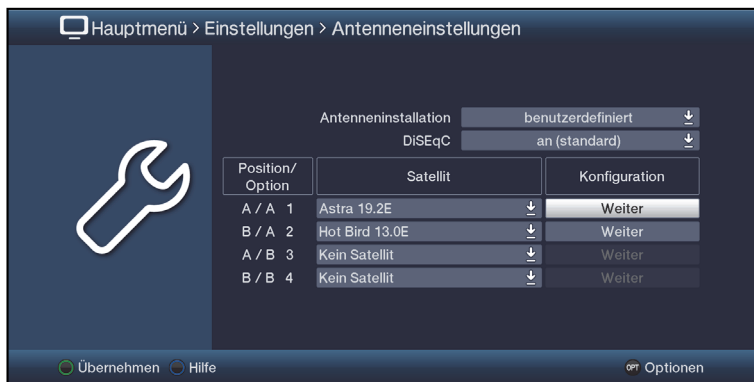 Hauptmenü > Einstellungen > Antenneneinstellungen
Antenneninstallation benutzerdefiniert
DiSEqC an (standard)
Position/
Option Satellit Konfiguration
A / A 1 Astra 19.2E Weiter
B / A 2 Hot Bird 13.0E Weiter
A / B 3 Kein Satellit Weiter
B / B 4 Kein Satellit Weiter
Übernehmen Hilfe OPT Optionen